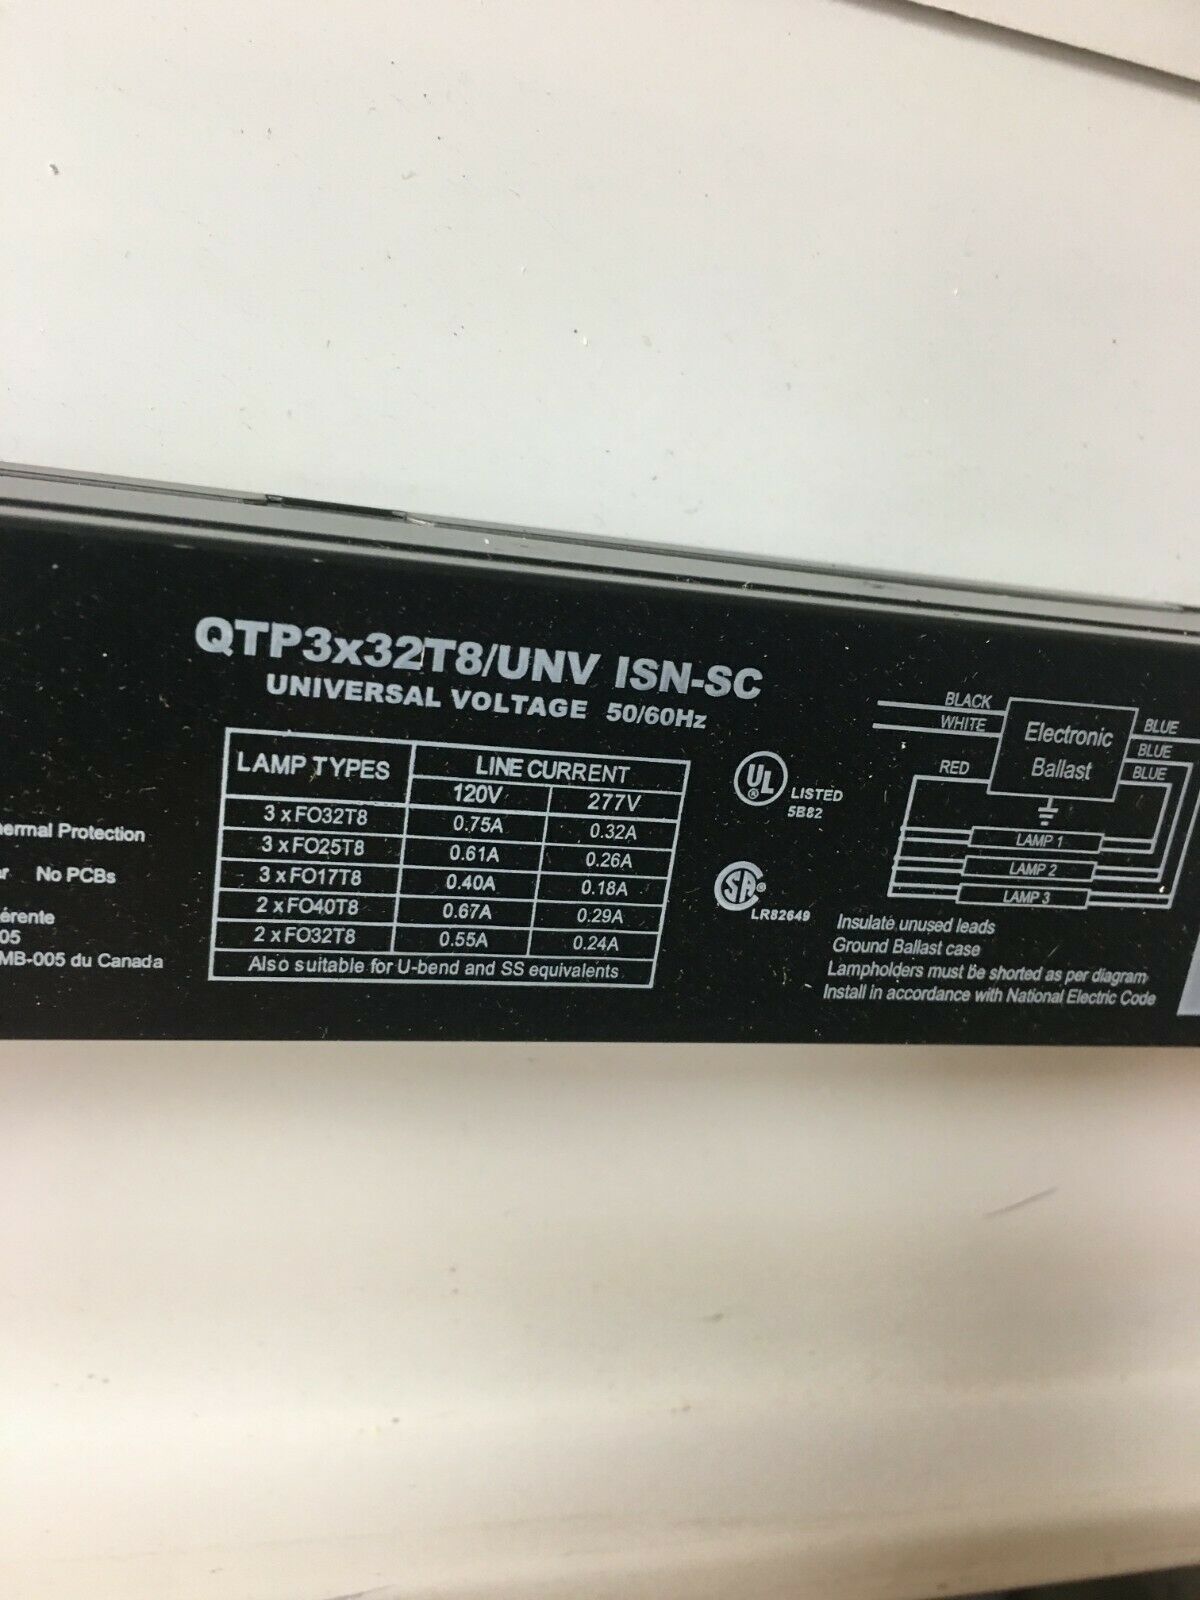 QTP3x32T8/UNV ISN-SC
UNIVERSAL VOLTAGE 50/60Hz
LAMP TYPES LINE CURRENT
120V 277V
3 x FO32T8 0.75A 0.32A
3 x FO25T8 0.61A 0.26A
3 x FO17T8 0.40A 0.18A
2 x FO40T8 0.67A 0.29A
2 x FO32T8 0.55A 0.24A
Also suitable for U-bend and SS equivalents
Protection
No PCBs
MB-005 du Canada
UL
LISTED
5B82
SA
LR82649
BLACK
WHITE
RED
Electronic
Ballast
BLUE
BLUE
BLUE
LAMP 1
LAMP 2
LAMP 3
Insulate unused leads
Ground Ballast case
Lampholders must be shorted as per diagram
Install in accordance with National Electric Code